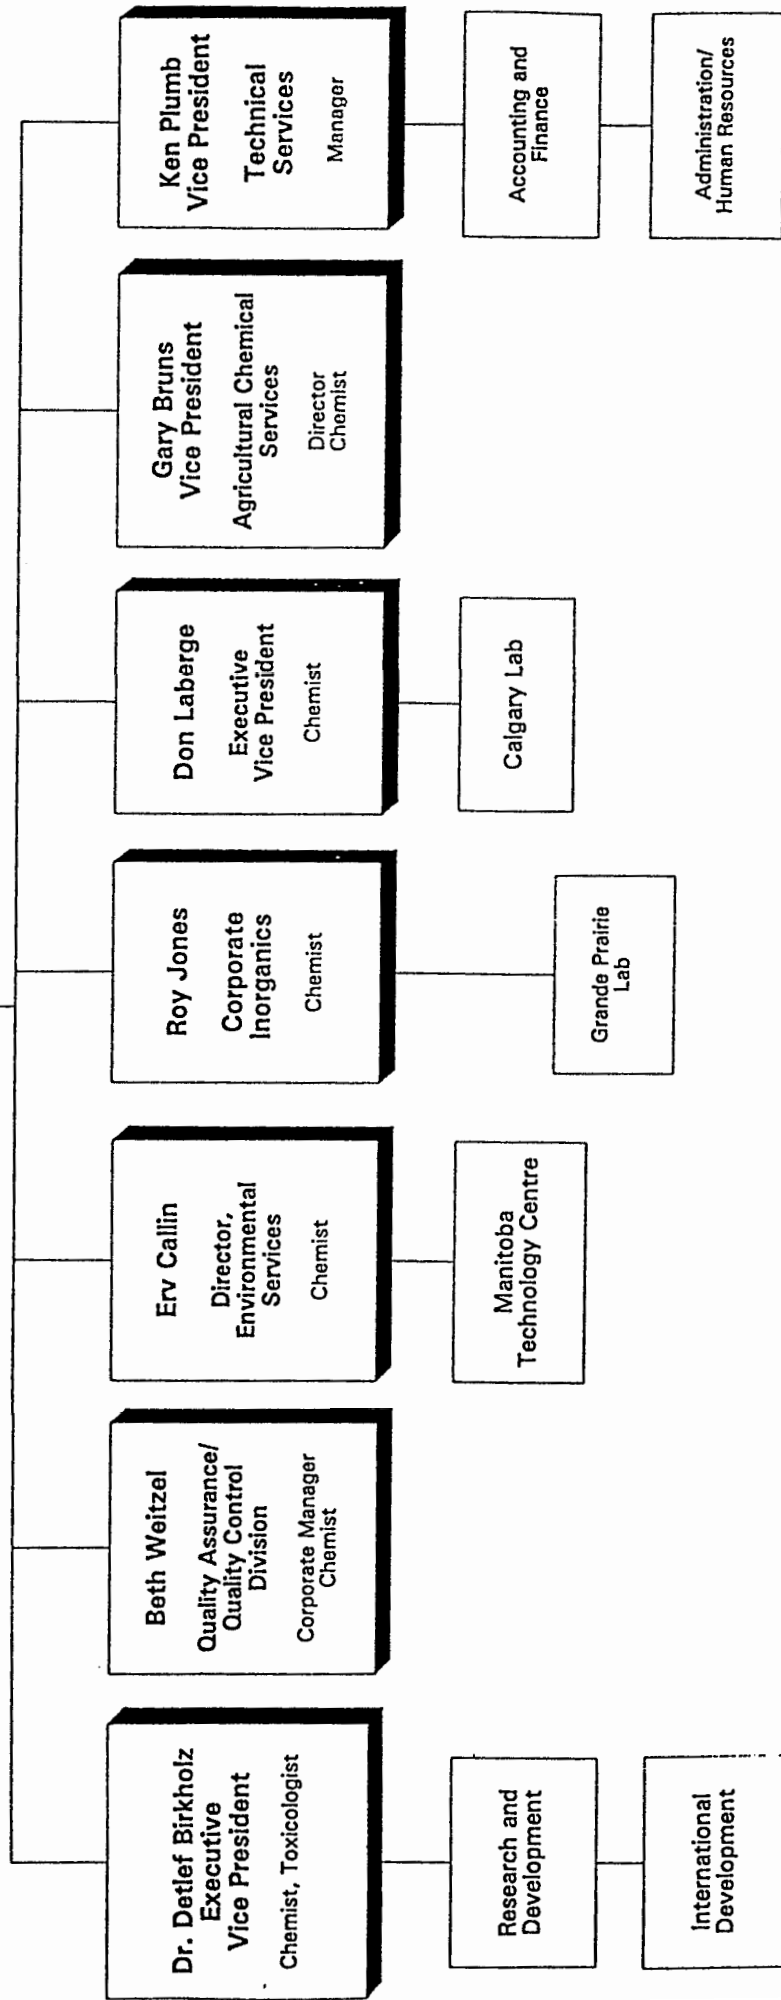 Dr. Detlef Birkholz
Executive
Vice President
Chemist, Toxicologist
Research and
Development
International
Development
Beth Weitzel
Quality Assurance/
Quality Control
Division
Corporate Manager
Chemist
Erv Callin
Director,
Environmental
Services
Chemist
Manitoba
Technology Centre
Roy Jones
Corporate
Inorganics
Chemist
Grande Prairie
Lab
Don Laberge
Executive
Vice President
Chemist
Calgary Lab
Gary Bruns
Vice President
Agricultural Chemical
Services
Director
Chemist
Ken Plumb
Vice President
Technical
Services
Manager
Accounting and
Finance
Administration/
Human Resources